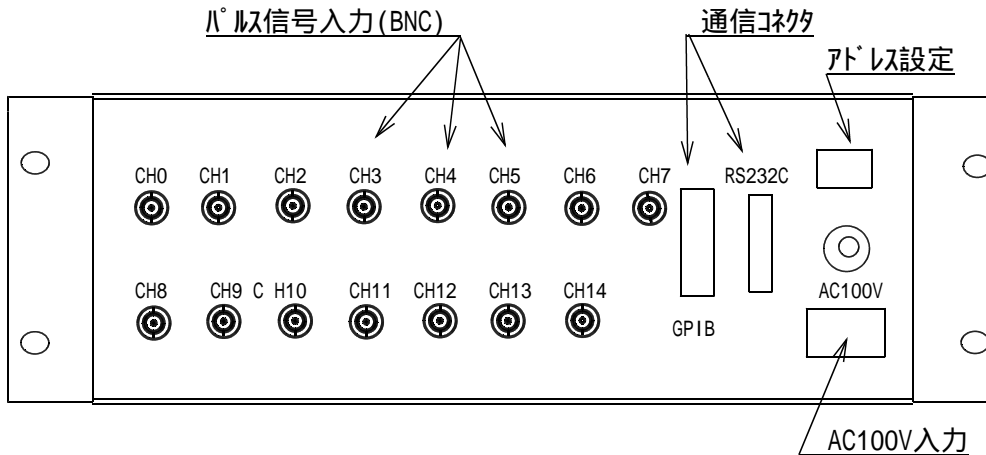 パルス信号入力(BNC)
通信コネクタ
アドレス設定
CH0 CH1 CH2 CH3 CH4 CH5 CH6 CH7 RS232C
CH8 CH9 C H10 CH11 CH12 CH13 CH14 AC100V
GPIB
AC100V入力